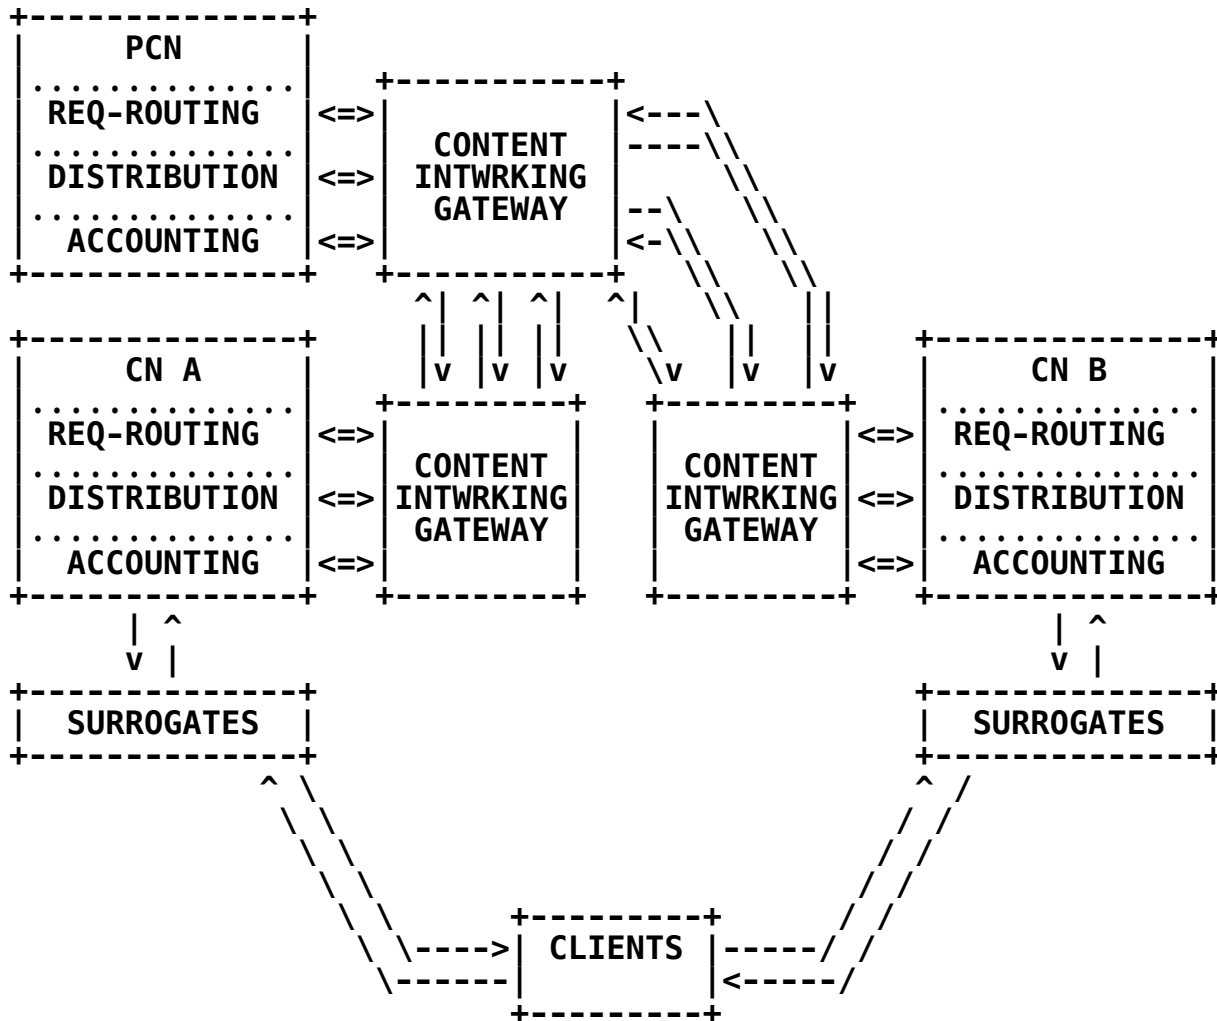 PCN
REQ-ROUTING
DISTRIBUTION
ACCOUNTING
CONTENT
INTWRKING
GATEWAY
CN A
REQ-ROUTING
DISTRIBUTION
ACCOUNTING
CONTENT
INTWRKING
GATEWAY
CONTENT
INTWRKING
GATEWAY
CN B
REQ-ROUTING
DISTRIBUTION
ACCOUNTING
SURROGATES
SURROGATES
CLIENTS